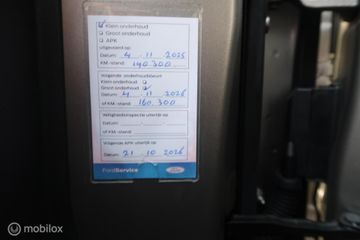 Klein onderhoud
Groot onderhoud
APK
uitgevoerd op:
Datum: 4 11 2025
KM-stand: 140.300
Volgende onderhoudsbeurt
Klein onderhoud
Groot onderhoud
Datum: 4 11 2026
of KM-stand: 160.300
Veiligheidsinspectie uiterlijk op
Datum:
of KM-stand:
Volgende APK uiterlijk op:
Datum: 21 10 2026
FordService
Ford
© mobilox